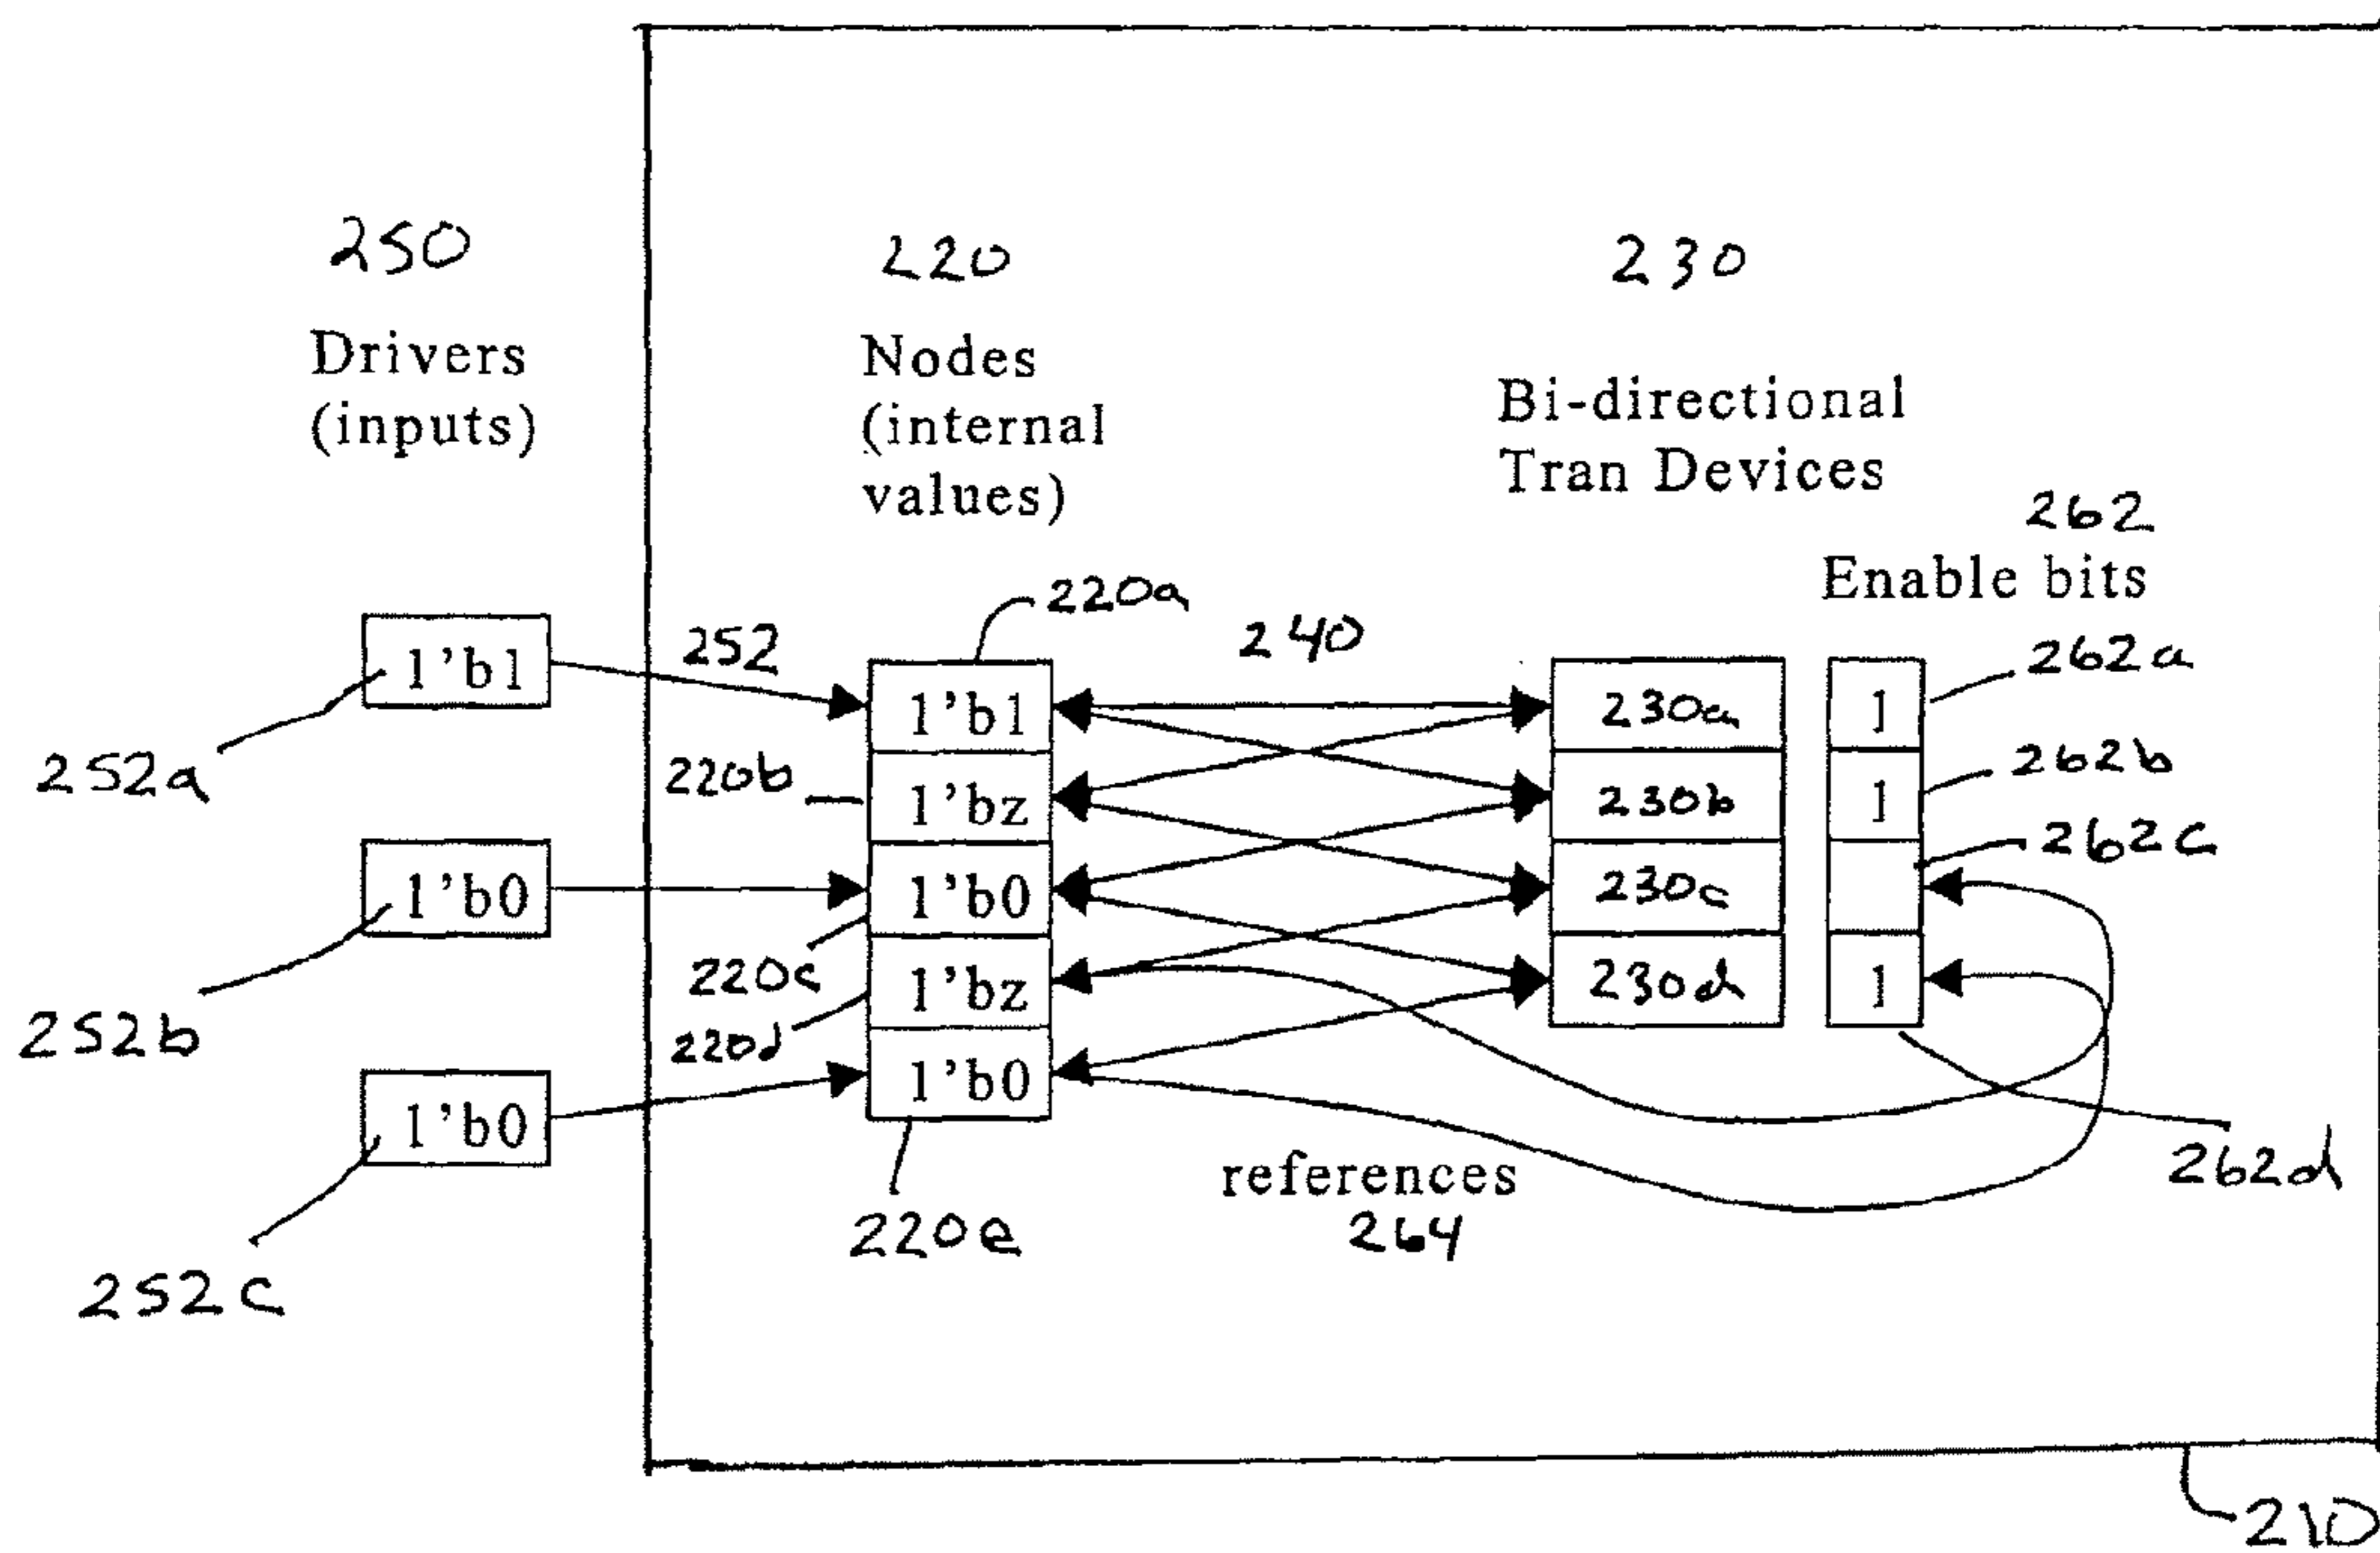 250
220
230
Drivers
(inputs)
Nodes
(internal
values)
Bi-directional
Tran Devices
262
Enable bits
220a
252
240
262a
1'b1
1'b1
230a
1
252a
220b
1'bz
230b
1
262b
1'b0
1'b0
230c
262c
252b
220c
1'bz
230d
1
220d
1'b0
1'b0
262d
references
264
220e
252c
210